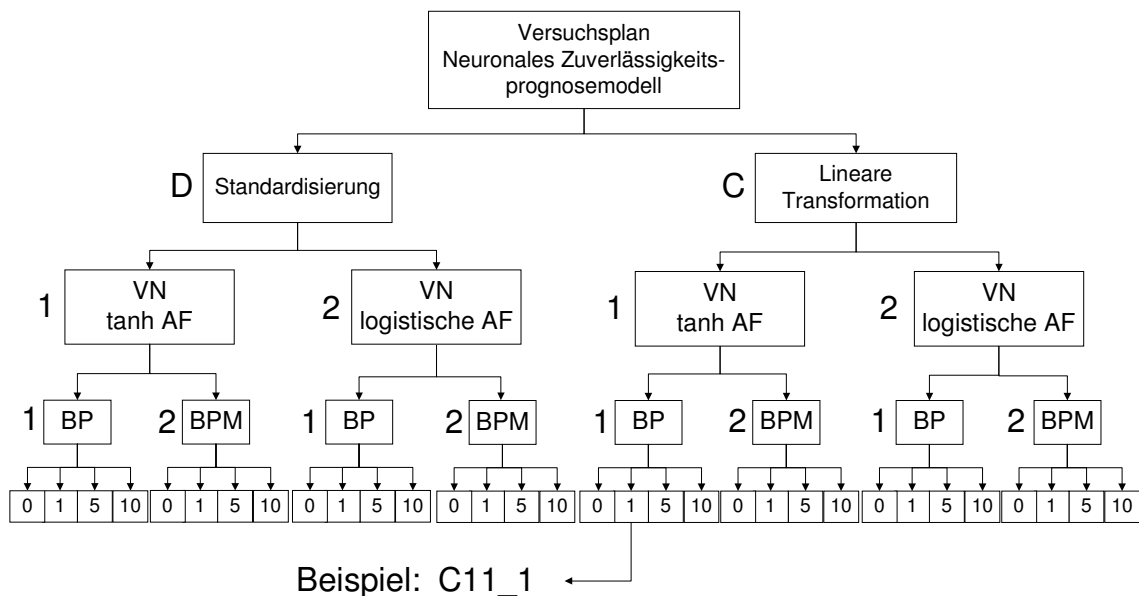 Versuchsplan
Neuronales Zuverlässigkeits-
prognosemodell
D Standardisierung
C Lineare
Transformation
1 VN
tanh AF
2 VN
logistische AF
1 VN
tanh AF
2 VN
logistische AF
1 BP 2 BPM 1 BP 2 BPM 1 BP 2 BPM 1 BP 2 BPM
0 1 5 10 0 1 5 10 0 1 5 10 0 1 5 10 0 1 5 10 0 1 5 10 0 1 5 10 0 1 5 10
Beispiel: C11_1